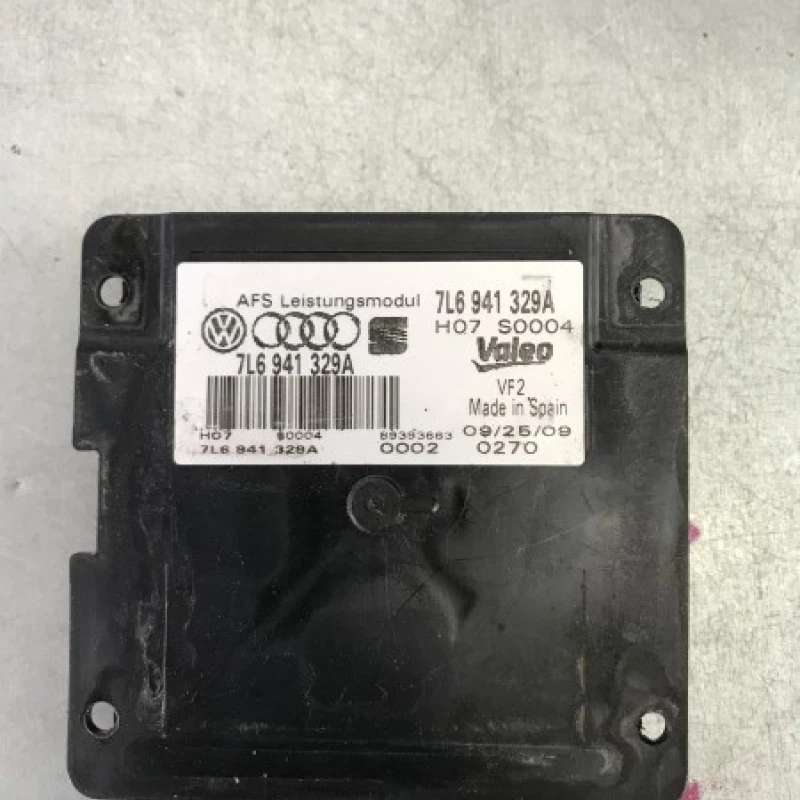 AFS Leistungsmodul 7L6 941 329A
H07 S0004
7L6 941 329A Valeo
VF2
Made in Spain
H07 S0004 89393663 09/25/09
7L6 941 329A 0002 0270